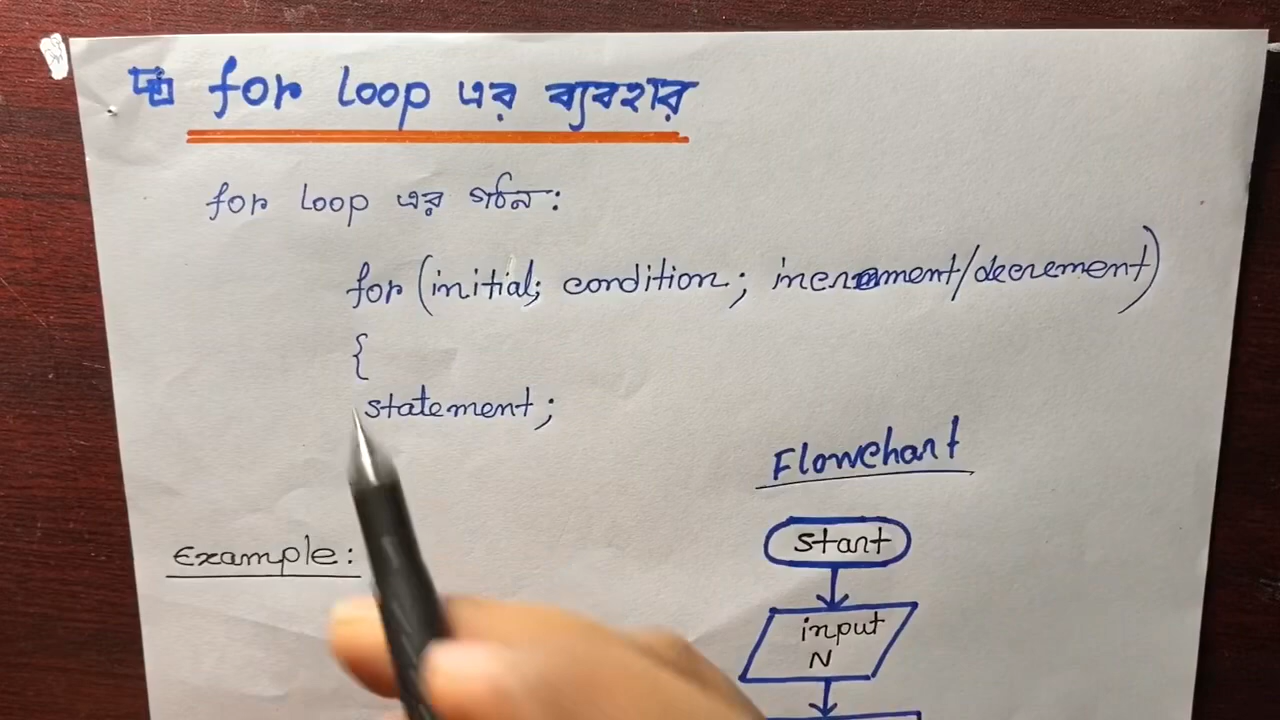 for loop এর ব্যবহার
for loop এর গঠন:
for (initial; condition; increment/decrement)
{
statement;
Flowchart
start
Example:
input
N